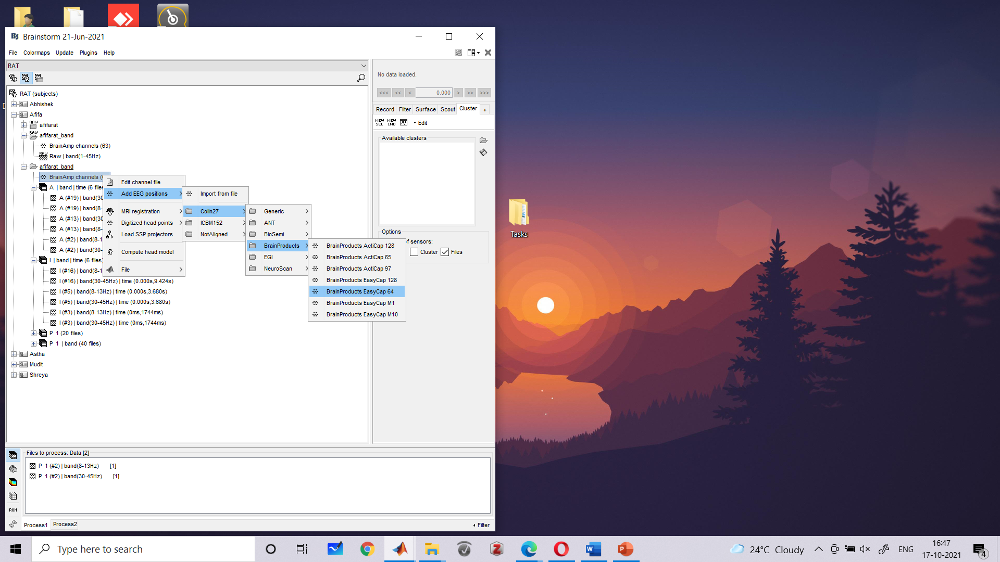 Brainstorm 21-Jun-2021
File Colormaps Update Plugins Help
RAT
No data loaded.
<<< << < 0.000 > >> >>>
RAT (subjects)
Abhishek
Afifa
RAW afifarat
RAW afifarat_band
BrainAmp channels (63)
RAW Raw | band(1-45Hz)
afifarat_band
BrainAmp channels (
A | band | time (6 files
A (#19) | band(30
A (#19) | band(8-
A (#13) | band(30
A (#13) | band(8-
A (#2) | band(8-1
A (#2) | band(30-
I | band | time (6 files)
I (#16) | band(8-1
I (#16) | band(30-45Hz) | time (0.000s,9.424s)
I (#5) | band(8-13Hz) | time (0.000s,3.680s)
I (#5) | band(30-45Hz) | time (0.000s,3.680s)
I (#3) | band(8-13Hz) | time (0ms,1744ms)
I (#3) | band(30-45Hz) | time (0ms,1744ms)
P 1 (20 files)
P 1 | band (40 files)
Astha
Mudit
Shreya
Edit channel file
Add EEG positions
MRI registration
Digitized head points
Load SSP projectors
Compute head model
File
Import from file
Colin27
ICBM152
NotAligned
Generic
ANT
BioSemi
BrainProducts
EGI
NeuroScan
BrainProducts ActiCap 128
BrainProducts ActiCap 65
BrainProducts ActiCap 97
BrainProducts EasyCap 128
BrainProducts EasyCap 64
BrainProducts EasyCap M1
BrainProducts EasyCap M10
Record Filter Surface Scout Cluster +
NEW SEL NEW IND Edit
Available clusters
Options
of sensors:
Cluster Files
Tasks
Files to process: Data [2]
P 1 (#2) | band(8-13Hz) [1]
P 1 (#2) | band(30-45Hz) [1]
RUN
Process1 Process2
Filter
Type here to search
24°C Cloudy
ENG
16:47
17-10-2021
4